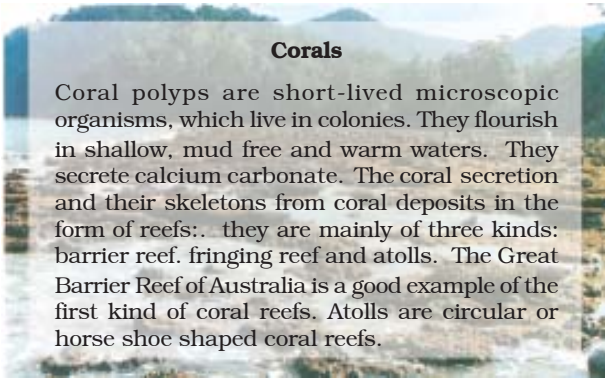 Corals
Coral polyps are short-lived microscopic
organisms, which live in colonies. They flourish
in shallow, mud free and warm waters. They
secrete calcium carbonate. The coral secretion
and their skeletons from coral deposits in the
form of reefs:. they are mainly of three kinds:
barrier reef. fringing reef and atolls. The Great
Barrier Reef of Australia is a good example of the
first kind of coral reefs. Atolls are circular or
horse shoe shaped coral reefs.